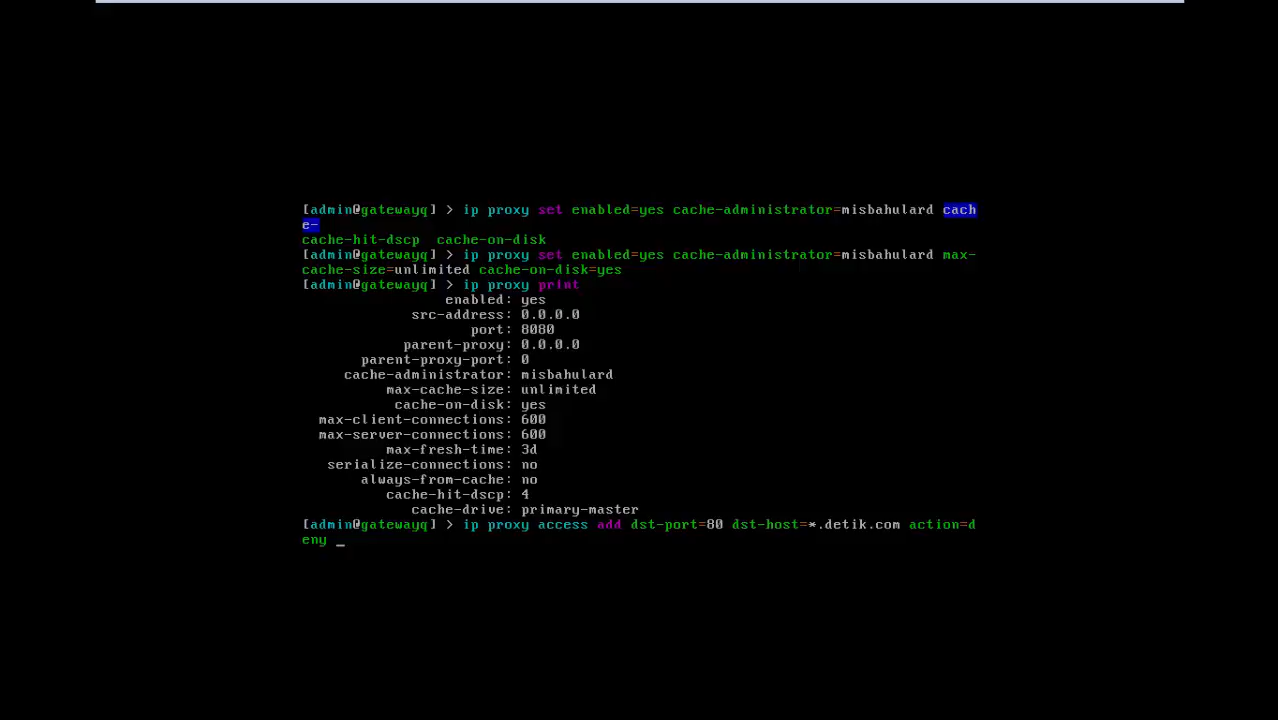 [admin@gatewayq] > ip proxy set enabled=yes cache-administrator=misbahulard cach
e-
cache-hit-dscp  cache-on-disk
[admin@gatewayq] > ip proxy set enabled=yes cache-administrator=misbahulard max-
cache-size=unlimited cache-on-disk=yes
[admin@gatewayq] > ip proxy print
enabled: yes
src-address: 0.0.0.0
port: 8080
parent-proxy: 0.0.0.0
parent-proxy-port: 0
cache-administrator: misbahulard
max-cache-size: unlimited
cache-on-disk: yes
max-client-connections: 600
max-server-connections: 600
max-fresh-time: 3d
serialize-connections: no
always-from-cache: no
cache-hit-dscp: 4
cache-drive: primary-master
[admin@gatewayq] > ip proxy access add dst-port=80 dst-host=*.detik.com action=d
eny _